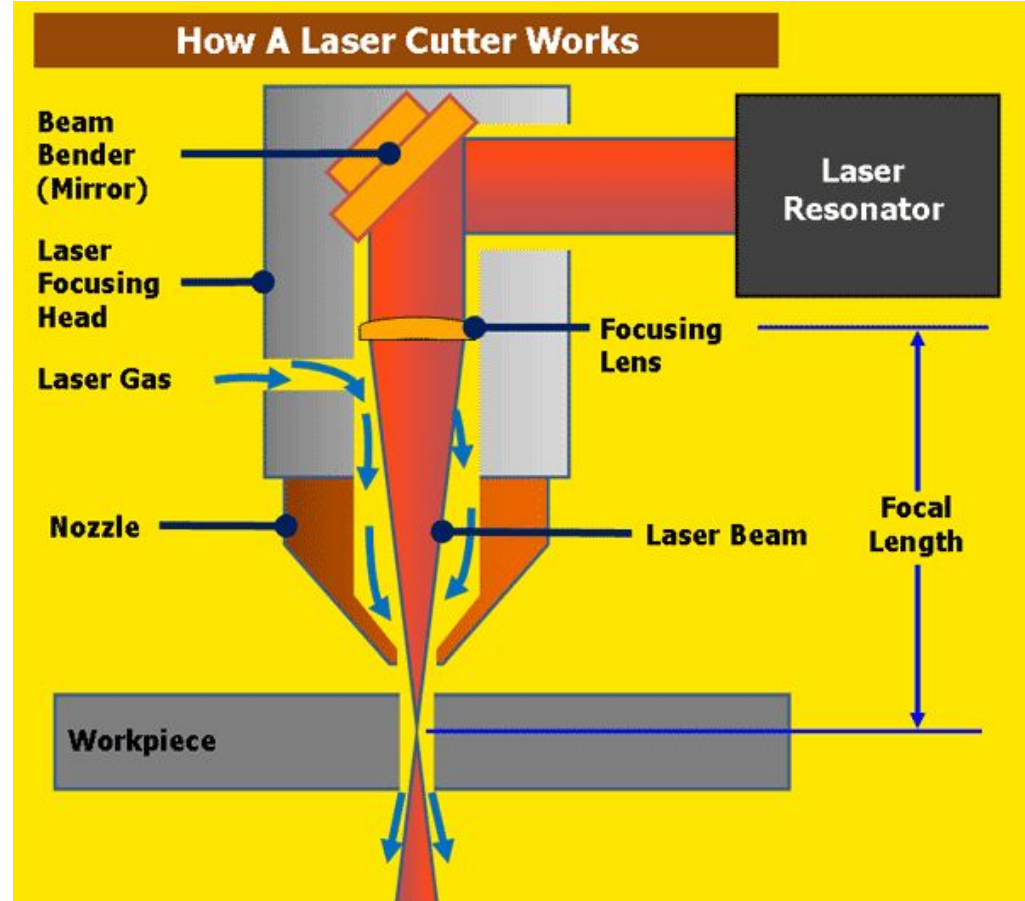 How A Laser Cutter Works
Beam
Bender
(Mirror)
Laser
Resonator
Laser
Focusing
Head
Focusing
Lens
Laser Gas
Nozzle
Laser Beam
Focal
Length
Workpiece